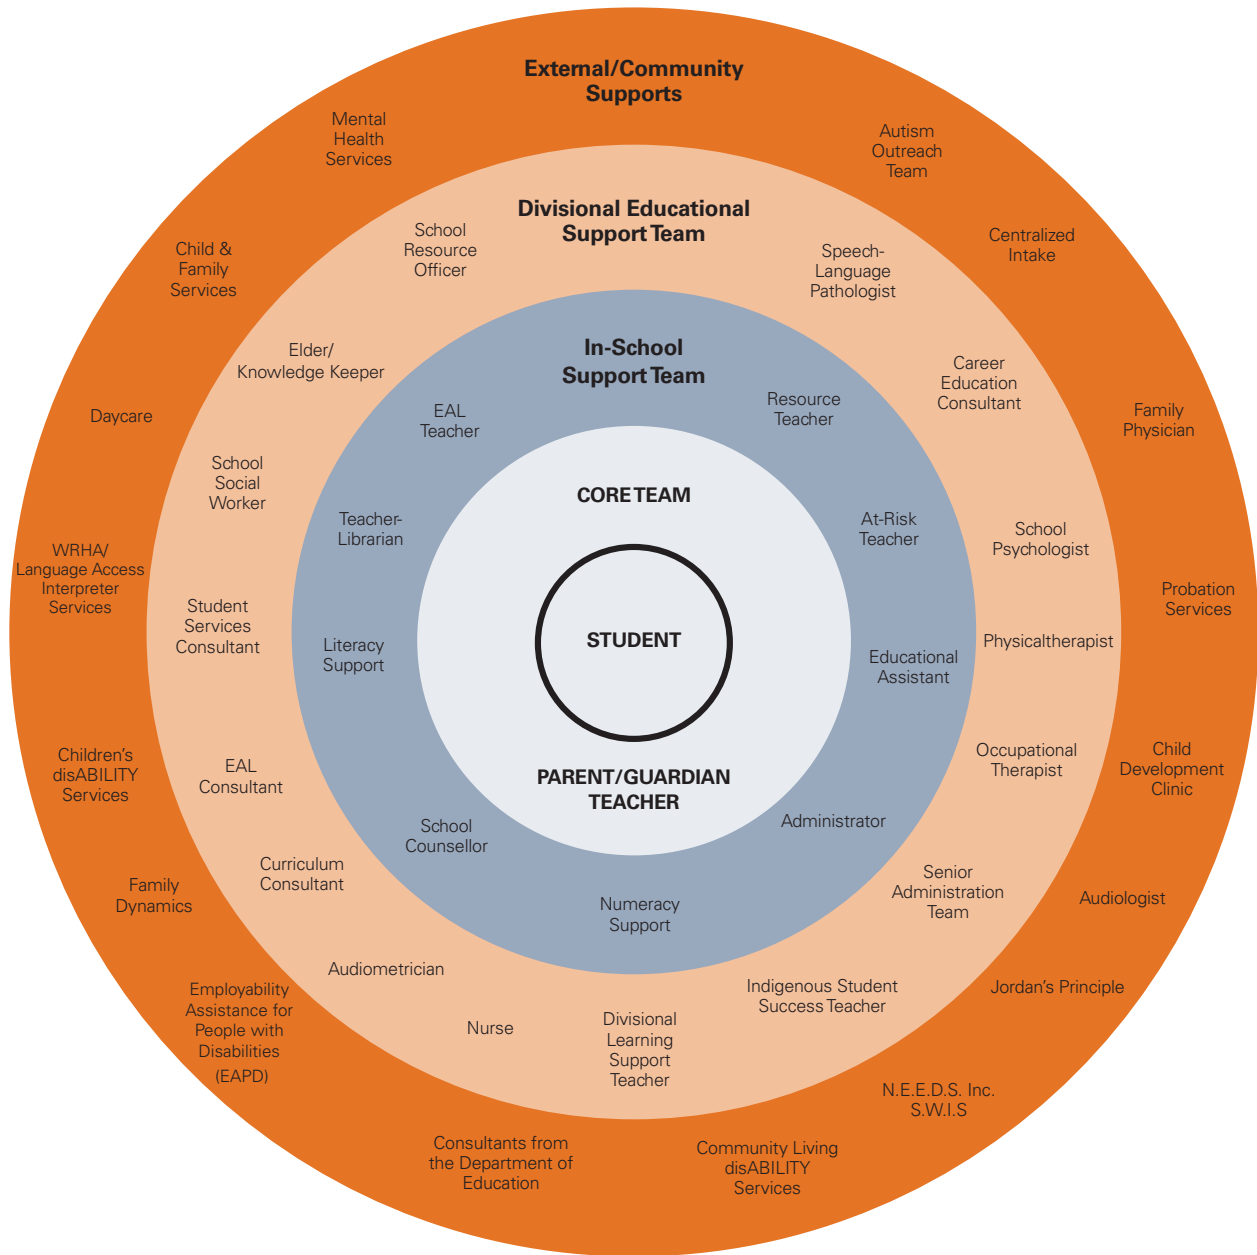 External/Community
Supports
Mental
Health
Services
Autism
Outreach
Team
Centralized
Intake
Child &
Family
Services
Daycare
Family
Physician
WRHA/
Language Access
Interpreter
Services
Probation
Services
Children's
disABILITY
Services
Child
Development
Clinic
Family
Dynamics
Audiologist
Employability
Assistance for
People with
Disabilities
(EAPD)
Jordan's Principle
N.E.E.D.S. Inc.
S.W.I.S
Consultants from
the Department of
Education
Community Living
disABILITY
Services
Divisional Educational
Support Team
School
Resource
Officer
Speech-
Language
Pathologist
Elder/
Knowledge Keeper
Career
Education
Consultant
School
Social
Worker
School
Psychologist
Student
Services
Consultant
Physicaltherapist
EAL
Consultant
Occupational
Therapist
Curriculum
Consultant
Senior
Administration
Team
Audiometrician
Indigenous Student
Success Teacher
Nurse
Divisional
Learning
Support
Teacher
In-School
Support Team
EAL
Teacher
Resource
Teacher
Teacher-
Librarian
At-Risk
Teacher
Literacy
Support
Educational
Assistant
School
Counsellor
Administrator
Numeracy
Support
CORE TEAM
STUDENT
PARENT/GUARDIAN
TEACHER